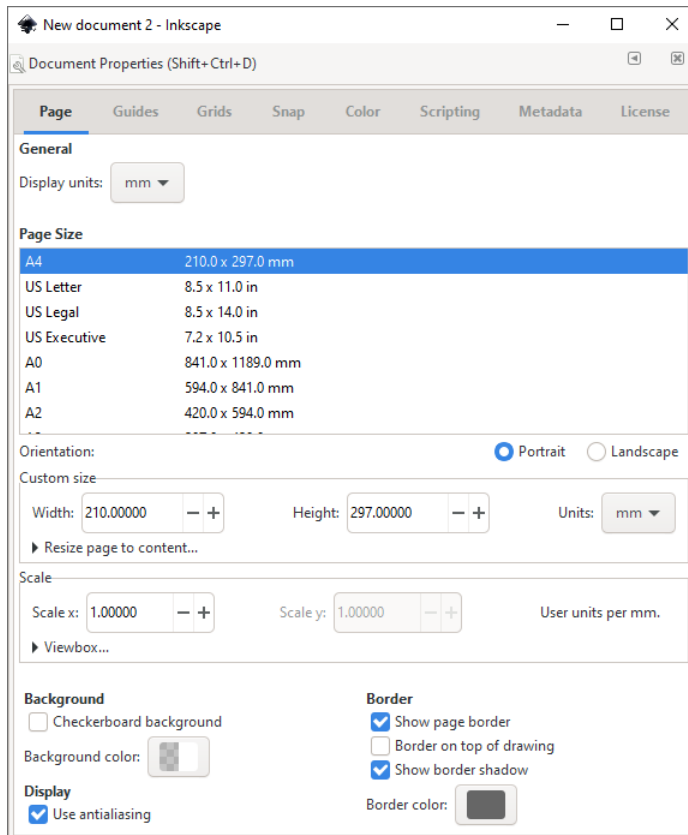 New document 2 - Inkscape
Document Properties (Shift+Ctrl+D)
Page Guides Grids Snap Color Scripting Metadata License
General
Display units: mm
Page Size
A4 210.0 x 297.0 mm
US Letter 8.5 x 11.0 in
US Legal 8.5 x 14.0 in
US Executive 7.2 x 10.5 in
A0 841.0 x 1189.0 mm
A1 594.0 x 841.0 mm
A2 420.0 x 594.0 mm
Orientation: Portrait Landscape
Custom size
Width: 210.00000 Height: 297.00000 Units: mm
Resize page to content...
Scale
Scale x: 1.00000 Scale y: 1.00000 User units per mm.
Viewbox...
Background
Checkerboard background
Background color:
Display
Use antialiasing
Border
Show page border
Border on top of drawing
Show border shadow
Border color: